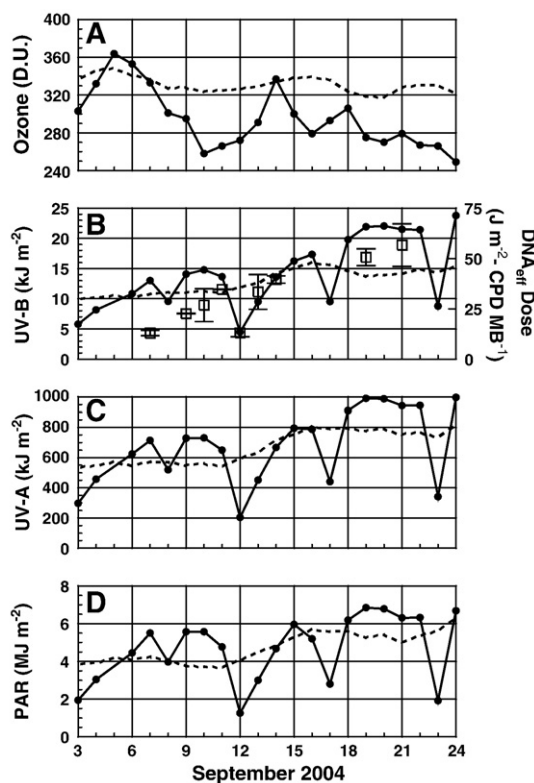 A
Ozone (D.U.)
400
360
320
280
240
B
UV-B (kJ m-2)
25
20
15
10
5
0
75
50
25
0
DNAeff Dose
(J m-2- CPD MB-1)
C
UV-A (kJ m-2)
1000
800
600
400
200
0
D
PAR (MJ m-2)
8
6
4
2
0
3 6 9 12 15 18 21 24
September 2004